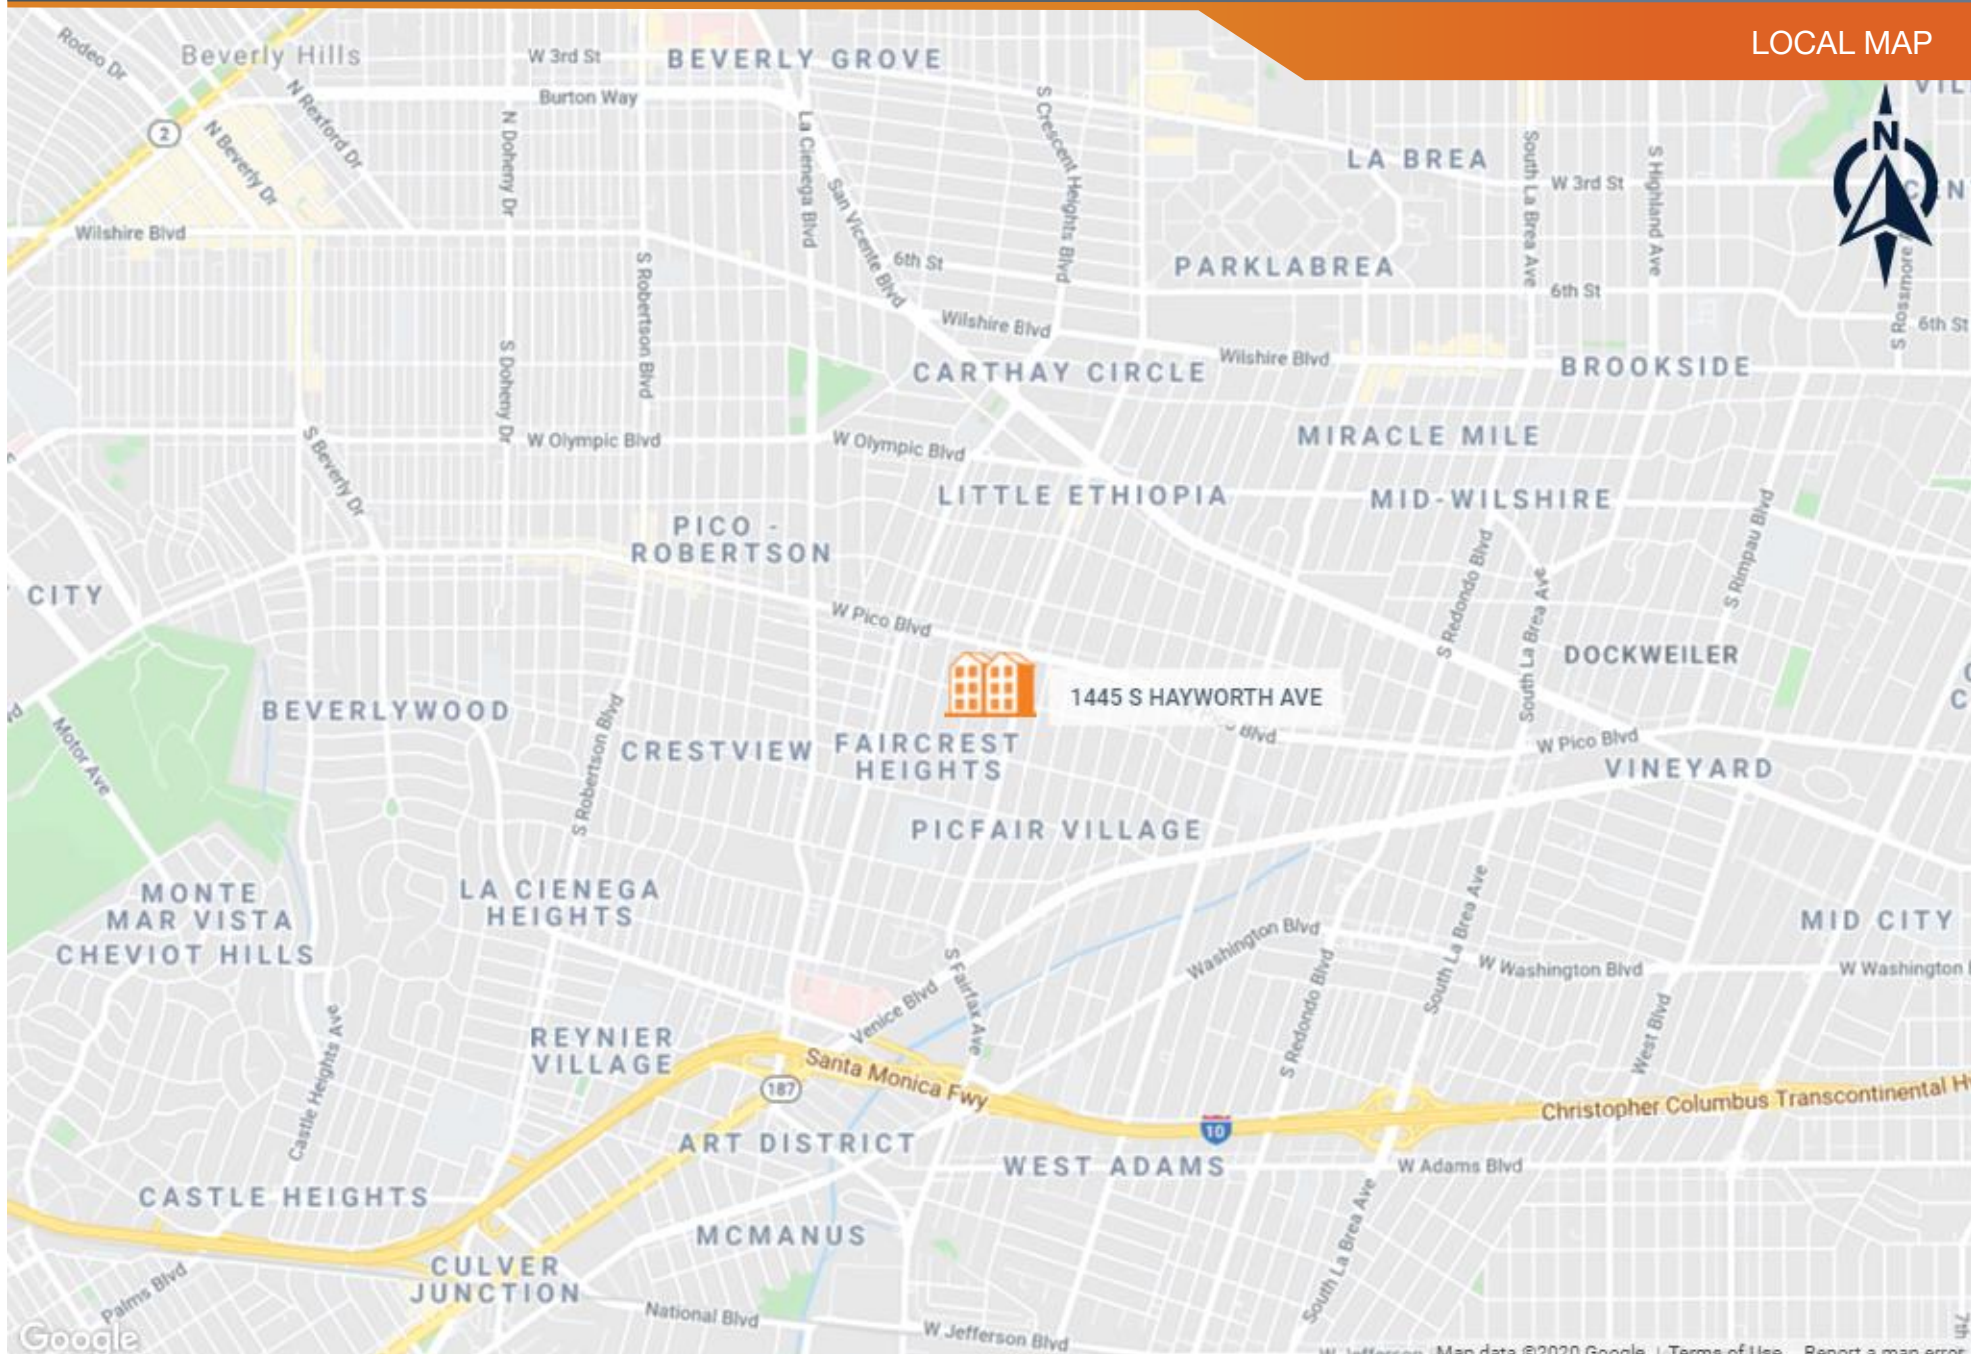 LOCAL MAP
Rodeo Dr
Beverly Hills
W 3rd St
BEVERLY GROVE
N Rexford Dr
Burton Way
S Crescent Heights Blvd
2
N Beverly Dr
N Doheny Dr
La Cienega Blvd
San Vicente Blvd
LA BREA
South La Brea Ave
W 3rd St
S Highland Ave
N
Wilshire Blvd
S Robertson Blvd
6th St
PARKLABREA
6th St
S Rossmore
6th St
Wilshire Blvd
Wilshire Blvd
BROOKSIDE
CARTHAY CIRCLE
S Doheny Dr
S Beverly Dr
W Olympic Blvd
W Olympic Blvd
MIRACLE MILE
LITTLE ETHIOPIA
MID-WILSHIRE
PICO -
ROBERTSON
S Redondo Blvd
South La Brea Ave
S Rimpau Blvd
CITY
W Pico Blvd
DOCKWEILER
1445 S HAYWORTH AVE
BEVERLYWOOD
S Robertson Blvd
Motor Ave
CRESTVIEW
FAIRCREST
HEIGHTS
Blvd
W Pico Blvd
VINEYARD
PICFAIR VILLAGE
MONTE
MAR VISTA
CHEVIOT HILLS
LA CIENEGA
HEIGHTS
S Fairfax Ave
Washington Blvd
S Redondo Blvd
South La Brea Ave
W Washington Blvd
MID CITY
W Washington
Venice Blvd
West Blvd
Castle Heights Ave
REYNIER
VILLAGE
Santa Monica Fwy
187
10
Christopher Columbus Transcontinental H
ART DISTRICT
WEST ADAMS
W Adams Blvd
CASTLE HEIGHTS
MCMANUS
South La Brea Ave
CULVER
JUNCTION
Palms Blvd
National Blvd
W Jefferson Blvd
7th
Google
Map data ©2020 Google
Terms of Use
Report a map error